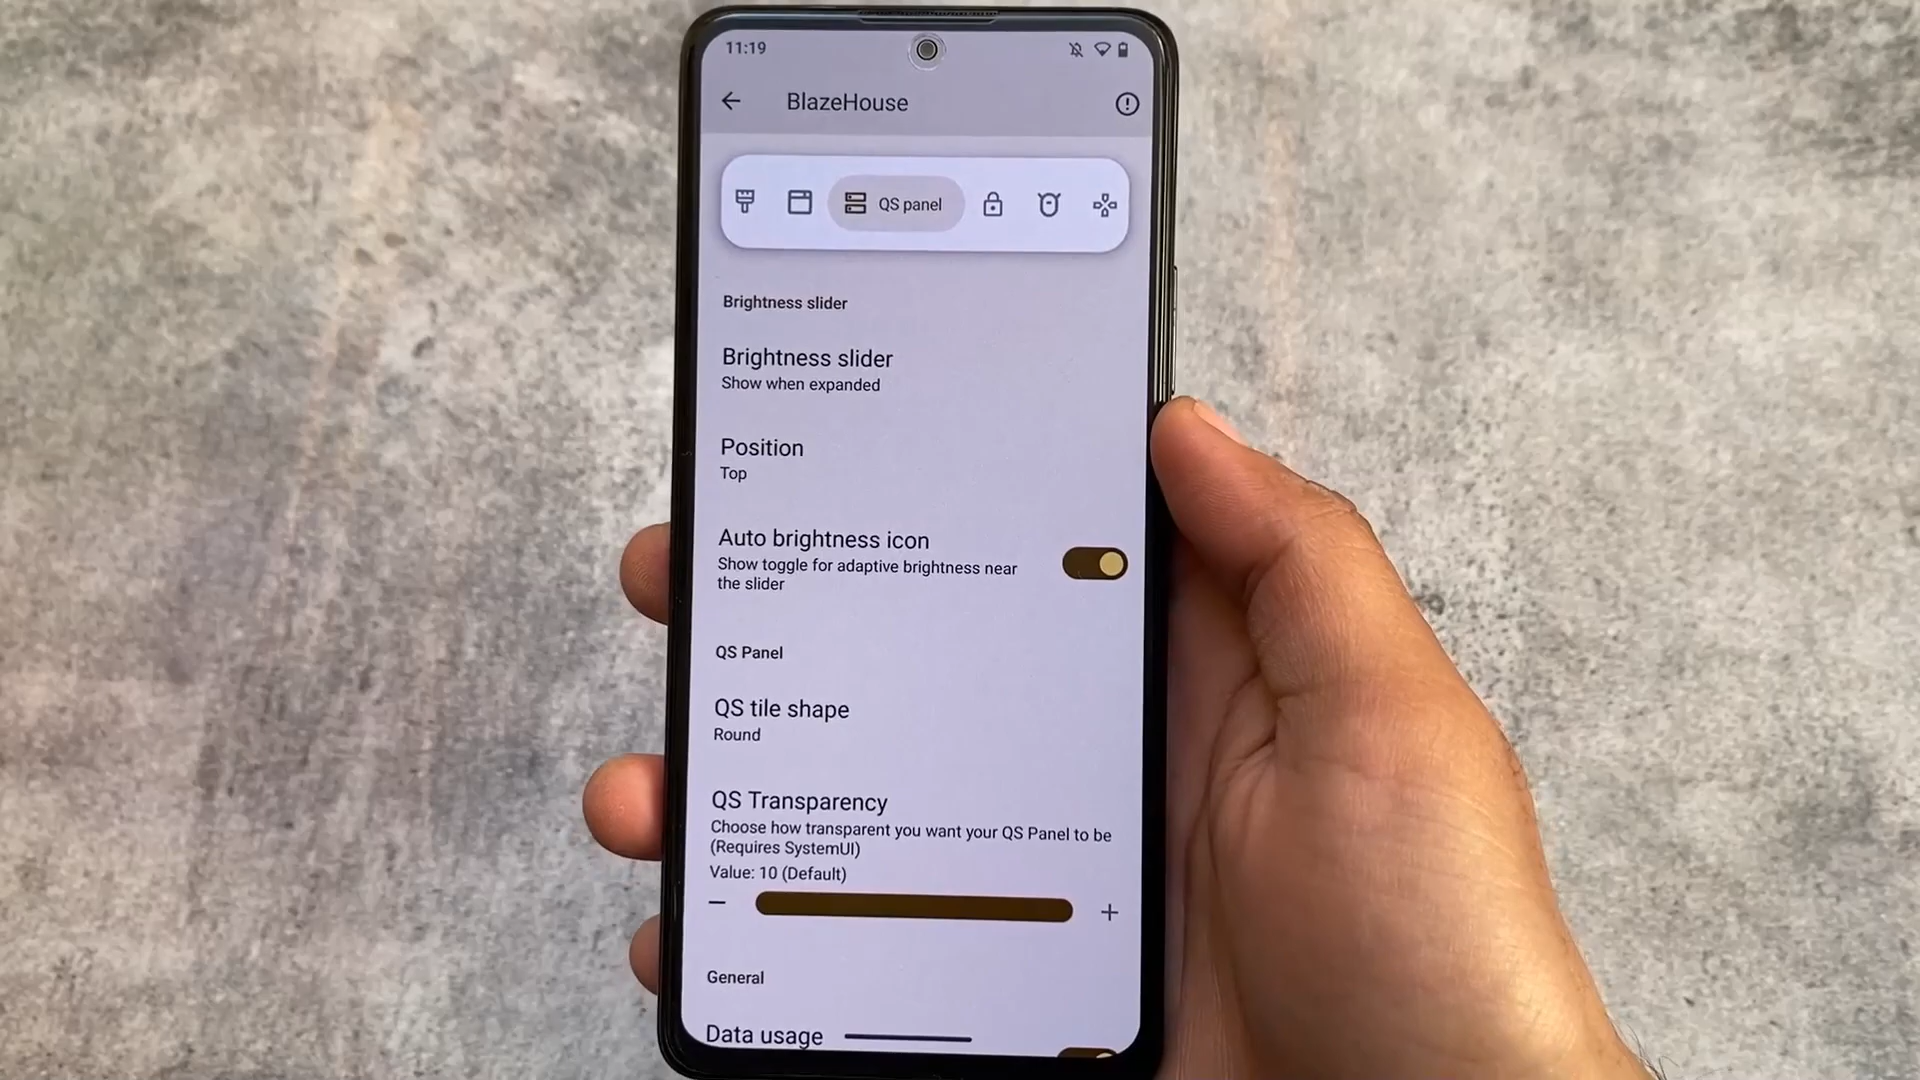 11:19
BlazeHouse
QS panel
Brightness slider
Brightness slider
Show when expanded
Position
Top
Auto brightness icon
Show toggle for adaptive brightness near
the slider
QS Panel
QS tile shape
Round
QS Transparency
Choose how transparent you want your QS Panel to be
(Requires SystemUI)
Value: 10 (Default)
General
Data usage